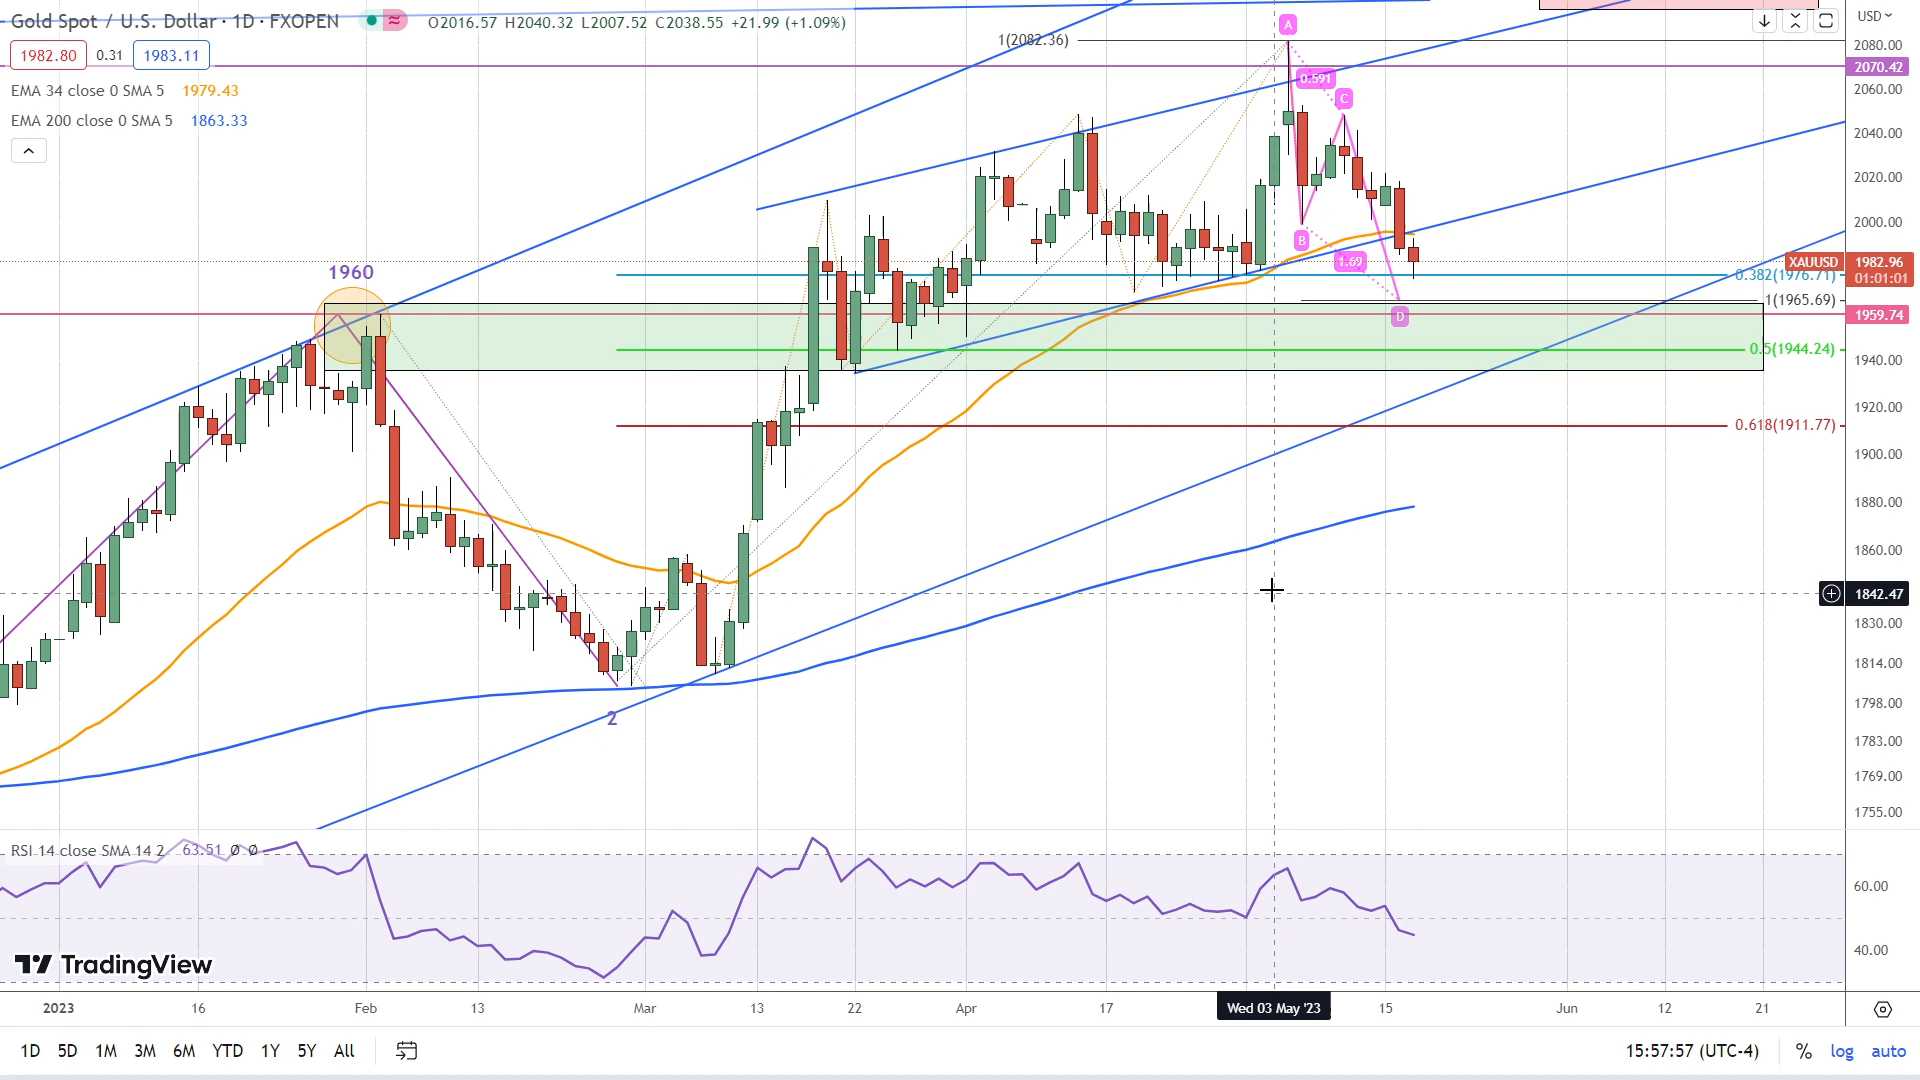 Gold Spot / U.S. Dollar · 1D · FXOPEN ≈ O2016.57 H2040.32 L2007.52 C2038.55 +21.99 (+1.09%)
USD
1982.80 0.31 1983.11
EMA 34 close 0 SMA 5 1979.43
EMA 200 close 0 SMA 5 1863.33
A
1(2082.36)
0.591
C
B
1.69
D
1960
2
0.382(1976.71)
1(1965.69)
0.5(1944.24)
0.618(1911.77)
2080.00
2070.42
2060.00
2040.00
2020.00
2000.00
XAUUSD 1982.96
01:01:01
1959.74
1940.00
1920.00
1900.00
1880.00
1860.00
1842.47
1830.00
1814.00
1798.00
1783.00
1769.00
1755.00
RSI 14 close SMA 14 2 63.51 Ø Ø
60.00
40.00
TradingView
2023 16 Feb 13 Mar 13 22 Apr 17 Wed 03 May '23 15 Jun 12 21
1D 5D 1M 3M 6M YTD 1Y 5Y All 15:57:57 (UTC-4) % log auto